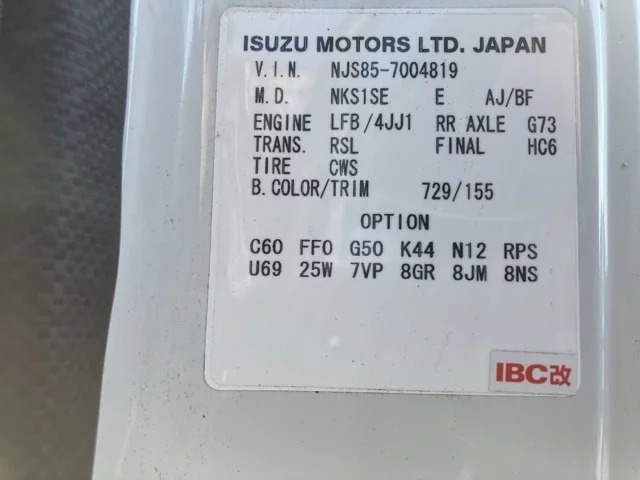 ISUZU MOTORS LTD. JAPAN
V.I.N. NJS85-7004819
M.D. NKS1SE E AJ/BF
ENGINE LFB/4JJ1 RR AXLE G73
TRANS. RSL FINAL HC6
TIRE CWS
B.COLOR/TRIM 729/155
OPTION
C60 FF0 G50 K44 N12 RPS
U69 25W 7VP 8GR 8JM 8NS
IBC改